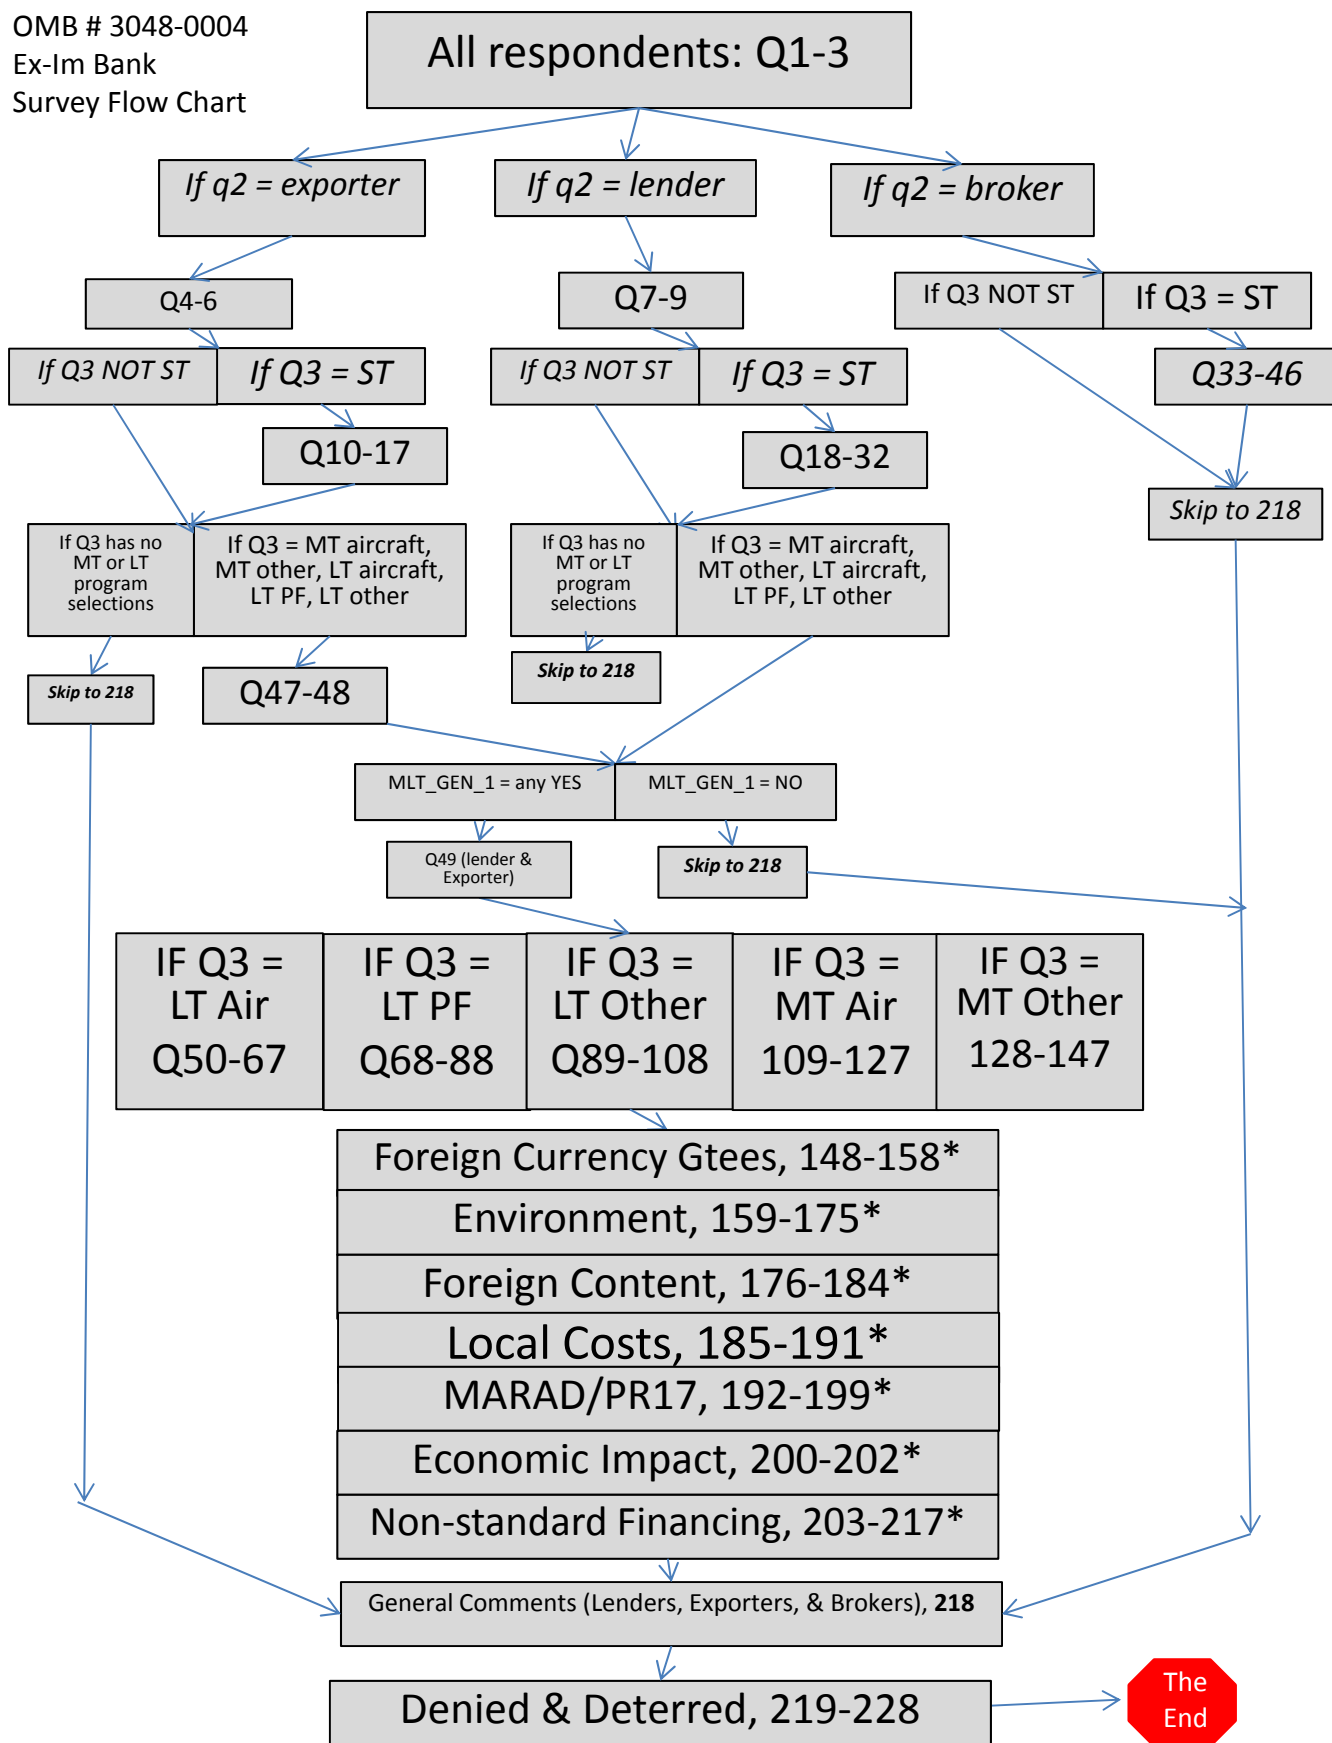 OMB # 3048-0004
Ex-Im Bank
Survey Flow Chart
All respondents: Q1-3
If q2 = exporter
If q2 = lender
If q2 = broker
Q4-6
Q7-9
If Q3 NOT ST
If Q3 = ST
If Q3 NOT ST
If Q3 = ST
If Q3 NOT ST
If Q3 = ST
Q33-46
Q10-17
Q18-32
Skip to 218
If Q3 has no
MT or LT
program
selections
If Q3 = MT aircraft,
MT other, LT aircraft,
LT PF, LT other
If Q3 has no
MT or LT
program
selections
If Q3 = MT aircraft,
MT other, LT aircraft,
LT PF, LT other
Skip to 218
Q47-48
Skip to 218
MLT_GEN_1 = any YES
MLT_GEN_1 = NO
Q49 (lender &
Exporter)
Skip to 218
IF Q3 =
LT Air
Q50-67
IF Q3 =
LT PF
Q68-88
IF Q3 =
LT Other
Q89-108
IF Q3 =
MT Air
109-127
IF Q3 =
MT Other
128-147
Foreign Currency Gtees, 148-158*
Environment, 159-175*
Foreign Content, 176-184*
Local Costs, 185-191*
MARAD/PR17, 192-199*
Economic Impact, 200-202*
Non-standard Financing, 203-217*
General Comments (Lenders, Exporters, & Brokers), 218
Denied & Deterred, 219-228
The
End